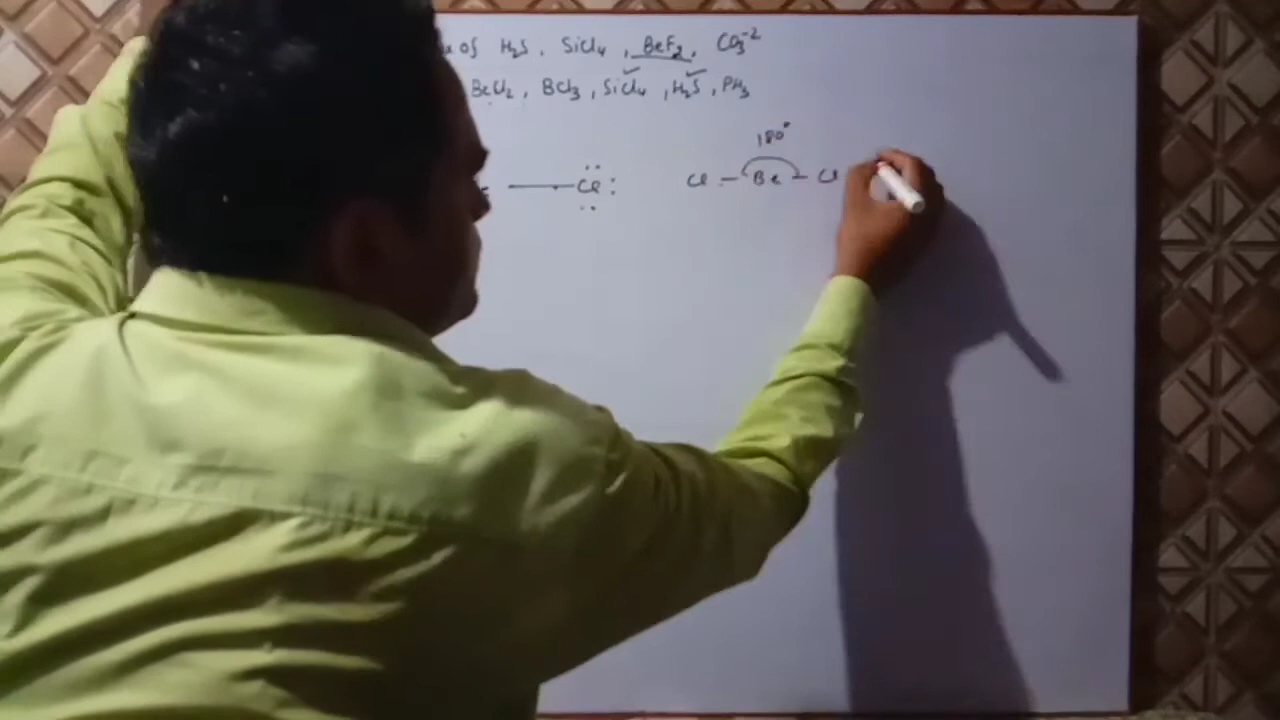 of H₂S, SiCl₄, BeF₂, CO₃⁻²
BeCl₂, BCl₃, SiCl₄, H₂S, PH₃
180°
Cl Cl - Be - Cl